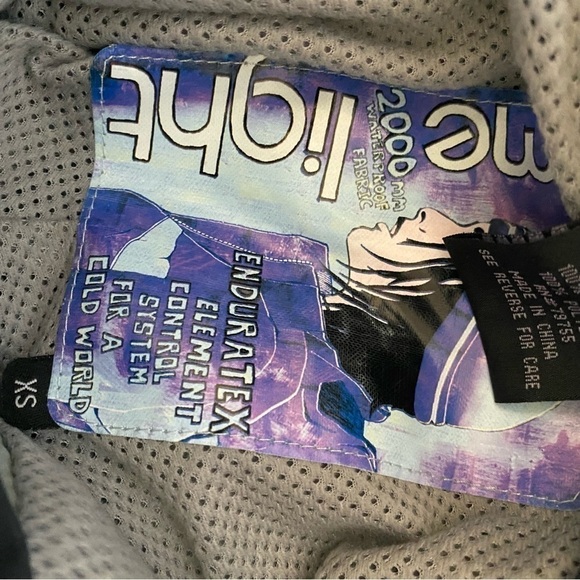 me
light
2000 mm
WATERPROOF
FABRIC
ENDURATEX
ELEMENT
CONTROL
SYSTEM
FOR A
COLD WORLD
XS
MADE IN CHINA
SEE REVERSE FOR CARE